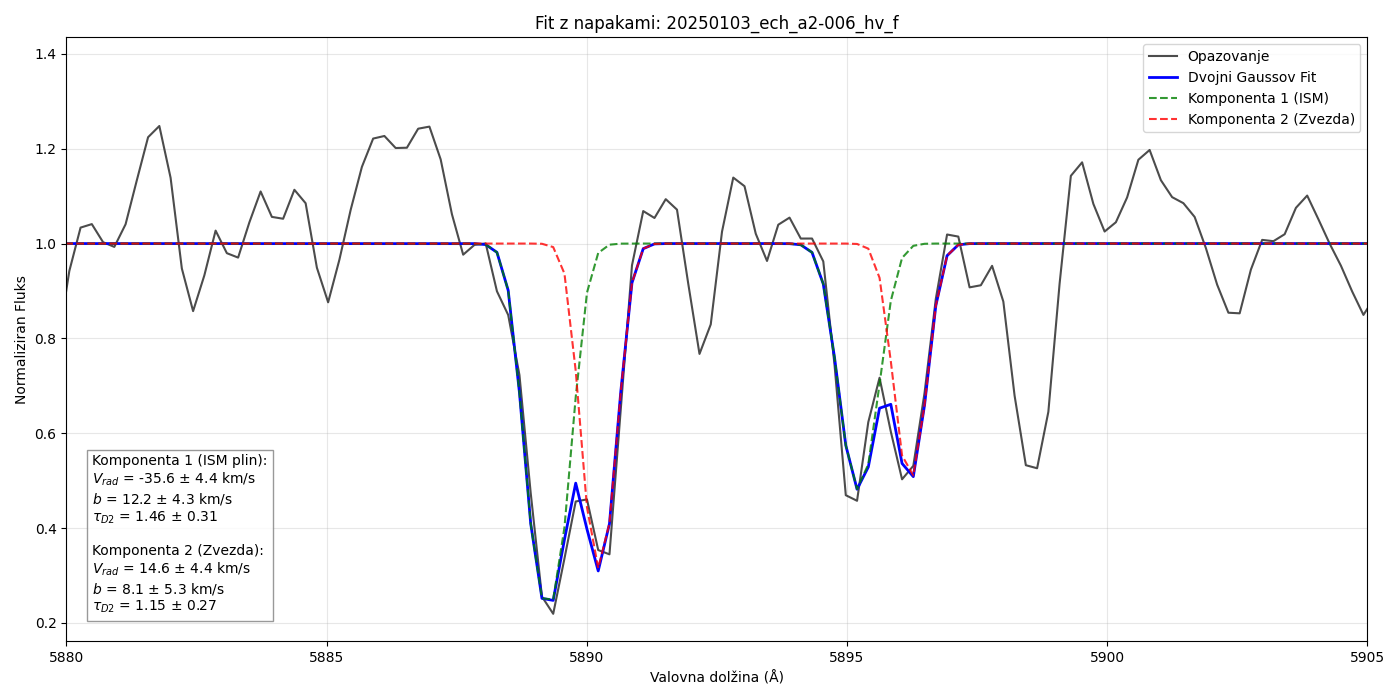 Fit z napakami: 20250103_ech_a2-006_hv_f
Normaliziran Fluks
1.4
1.2
1.0
0.8
0.6
0.4
0.2
Opazovanje
Dvojni Gaussov Fit
Komponenta 1 (ISM)
Komponenta 2 (Zvezda)
Komponenta 1 (ISM plin):
V_rad = -35.6 ± 4.4 km/s
b = 12.2 ± 4.3 km/s
τ_D2 = 1.46 ± 0.31
Komponenta 2 (Zvezda):
V_rad = 14.6 ± 4.4 km/s
b = 8.1 ± 5.3 km/s
τ_D2 = 1.15 ± 0.27
5880 5885 5890 5895 5900 5905
Valovna dolžina (Å)